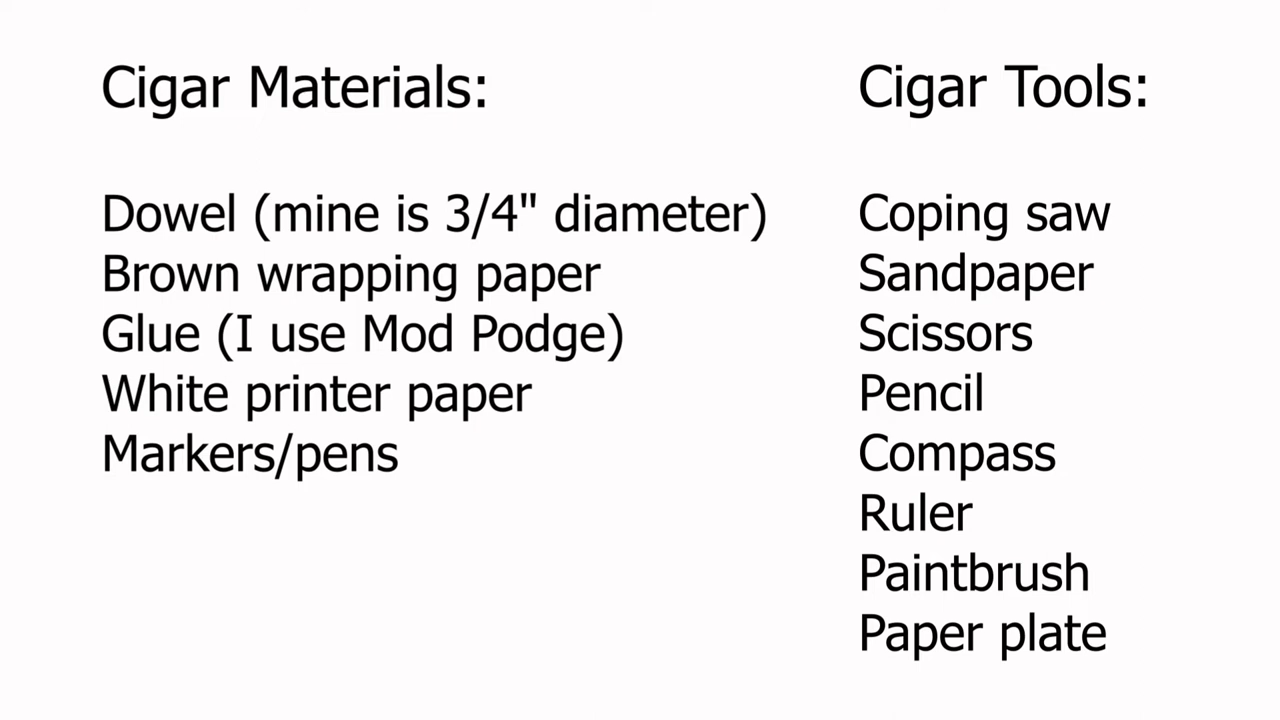 Cigar Materials:
Dowel (mine is 3/4" diameter)
Brown wrapping paper
Glue (I use Mod Podge)
White printer paper
Markers/pens
Cigar Tools:
Coping saw
Sandpaper
Scissors
Pencil
Compass
Ruler
Paintbrush
Paper plate